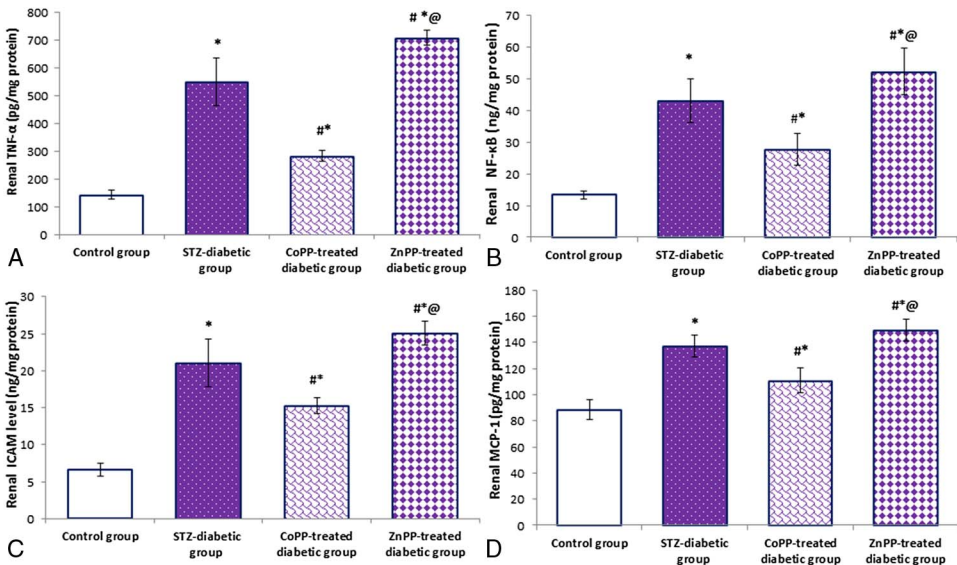 A
Renal TNF-α (pg/mg protein)
800
700
600
500
400
300
200
100
0
*
#*
# *@
Control group
STZ-diabetic
group
CoPP-treated
diabetic group
ZnPP-treated
diabetic group
B
Renal NF-κB (ng/mg protein)
70
60
50
40
30
20
10
0
*
#*
#*@
Control group
STZ-diabetic
group
CoPP-treated
diabetic group
ZnPP-treated
diabetic group
C
Renal ICAM level (ng/mg protein)
30
25
20
15
10
5
0
*
#*
#*@
Control group
STZ-diabetic
group
CoPP-treated
diabetic group
ZnPP-treated
diabetic group
D
Renal MCP-1(pg/mg protein)
180
160
140
120
100
80
60
40
20
0
*
#*
#*@
Control group
STZ-diabetic
group
CoPP-treated
diabetic group
ZnPP-treated
diabetic group